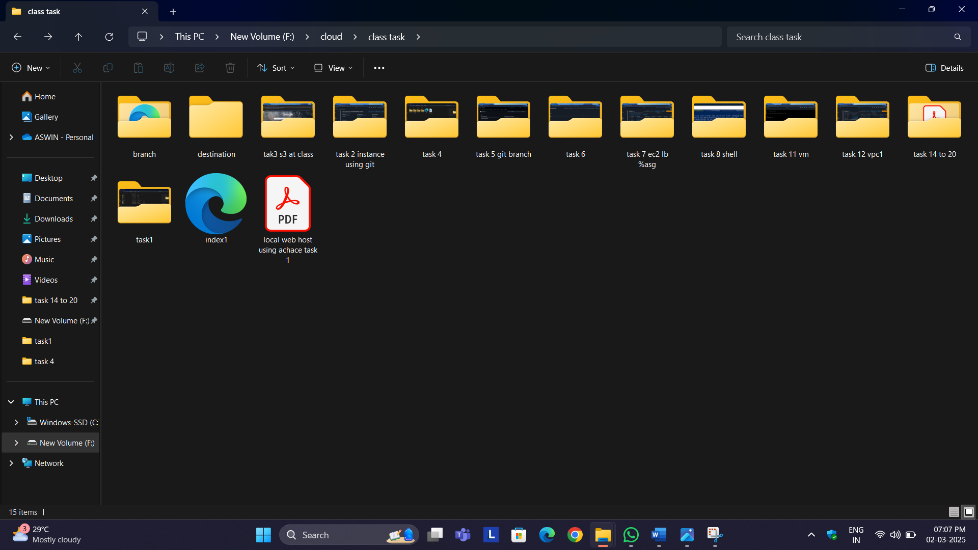 class task
This PC
New Volume (F:)
cloud
class task
Search class task
New
Sort
View
Details
Home
Gallery
ASWIN - Personal
Desktop
Documents
Downloads
Pictures
Music
Videos
task 14 to 20
New Volume (F:)
task1
task 4
This PC
Windows-SSD (C:
New Volume (F:)
Network
branch
destination
tak3 s3 at class
task 2 instance
using git
task 4
task 5 git branch
task 6
task 7 ec2 lb
%asg
task 8 shell
task 11 vm
task 12 vpc1
task 14 to 20
task1
index1
PDF
local web host
using achace task
1
15 items
3
29°C
Mostly cloudy
Search
L
ENG
IN
07:07 PM
02-03-2025